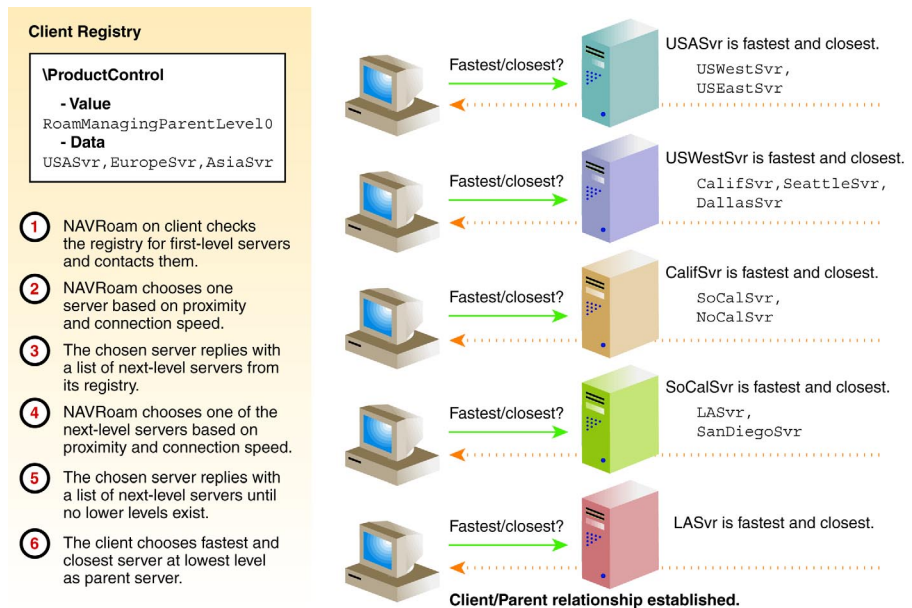 Client Registry
\ProductControl
- Value
RoamManagingParentLevel0
- Data
USASvr,EuropeSvr,AsiaSvr
1 NAVRoam on client checks
the registry for first-level servers
and contacts them.
2 NAVRoam chooses one
server based on proximity
and connection speed.
3 The chosen server replies with
a list of next-level servers from
its registry.
4 NAVRoam chooses one of the
next-level servers based on
proximity and connection speed.
5 The chosen server replies with
a list of next-level servers until
no lower levels exist.
6 The client chooses fastest and
closest server at lowest level
as parent server.
Fastest/closest?
USASvr is fastest and closest.
USWestSvr,
USEastSvr
Fastest/closest?
USWestSvr is fastest and closest.
CalifSvr,SeattleSvr,
DallasSvr
Fastest/closest?
CalifSvr is fastest and closest.
SoCalSvr,
NoCalSvr
Fastest/closest?
SoCalSvr is fastest and closest.
LASvr,
SanDiegoSvr
Fastest/closest?
LASvr is fastest and closest.
Client/Parent relationship established.